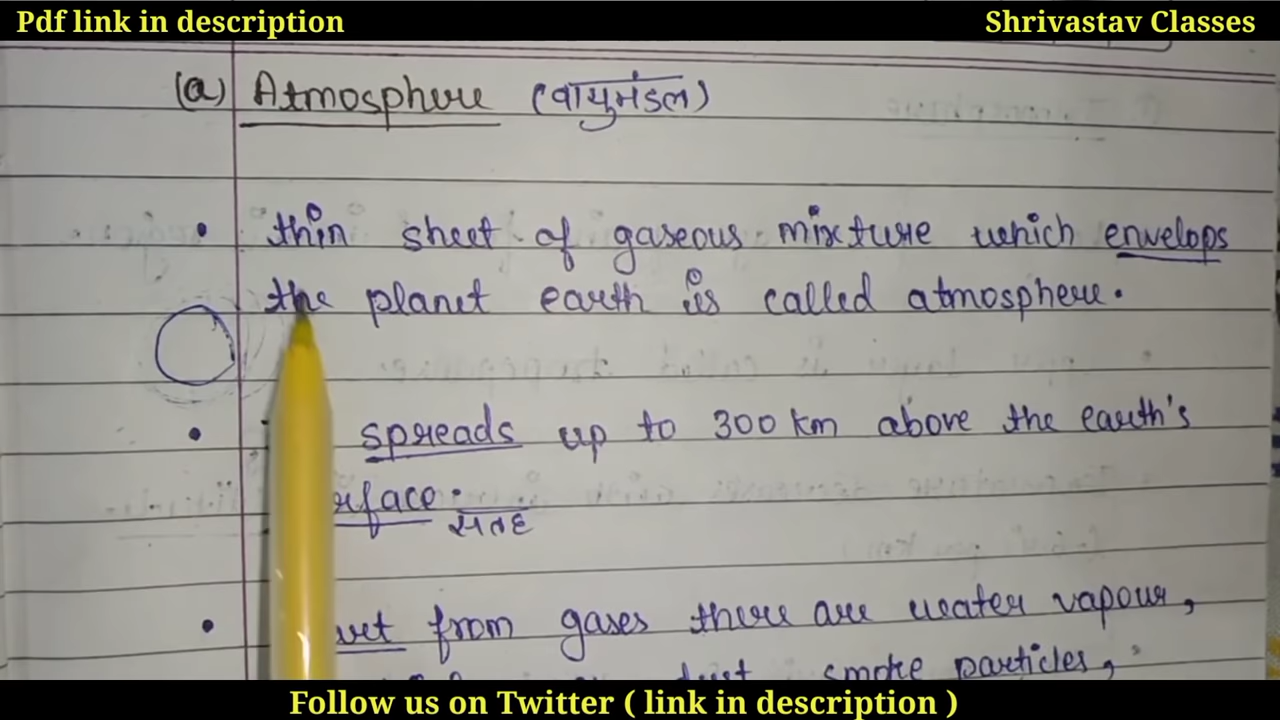 Pdf link in description
Shrivastav Classes
(a) Atmosphere (वायुमंडल)
• thin sheet of gaseous mixture which envelops
the planet earth is called atmosphere.
• spreads up to 300 km above the earth's
rface.
सतह
• from gases there are water vapour,
smoke particles,
Follow us on Twitter ( link in description )